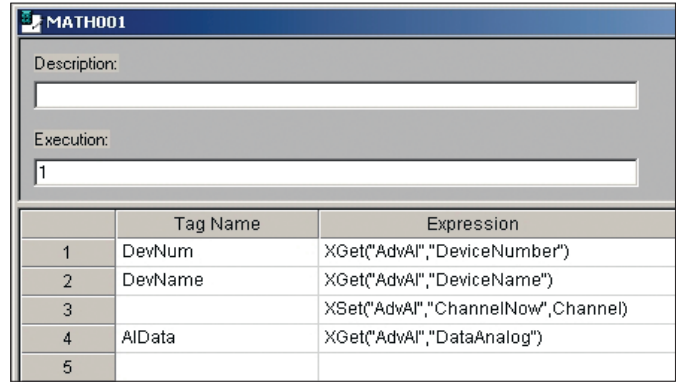 MATH001
Description:
Execution:
1
Tag Name Expression
1 DevNum XGet("AdvAI","DeviceNumber")
2 DevName XGet("AdvAI","DeviceName")
3 XSet("AdvAI","ChannelNow",Channel)
4 AIData XGet("AdvAI","DataAnalog")
5